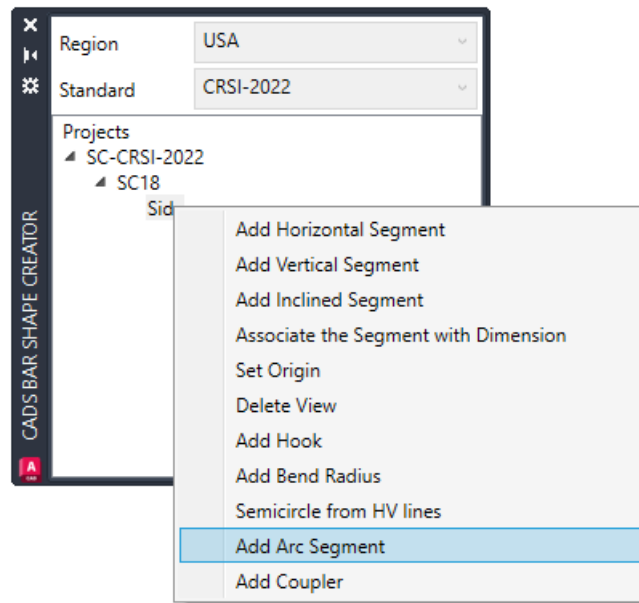 Region
USA
Standard
CRSI-2022
Projects
SC-CRSI-2022
SC18
Sid
Add Horizontal Segment
Add Vertical Segment
Add Inclined Segment
Associate the Segment with Dimension
Set Origin
Delete View
Add Hook
Add Bend Radius
Semicircle from HV lines
Add Arc Segment
Add Coupler
CADS BAR SHAPE CREATOR
A
CAD